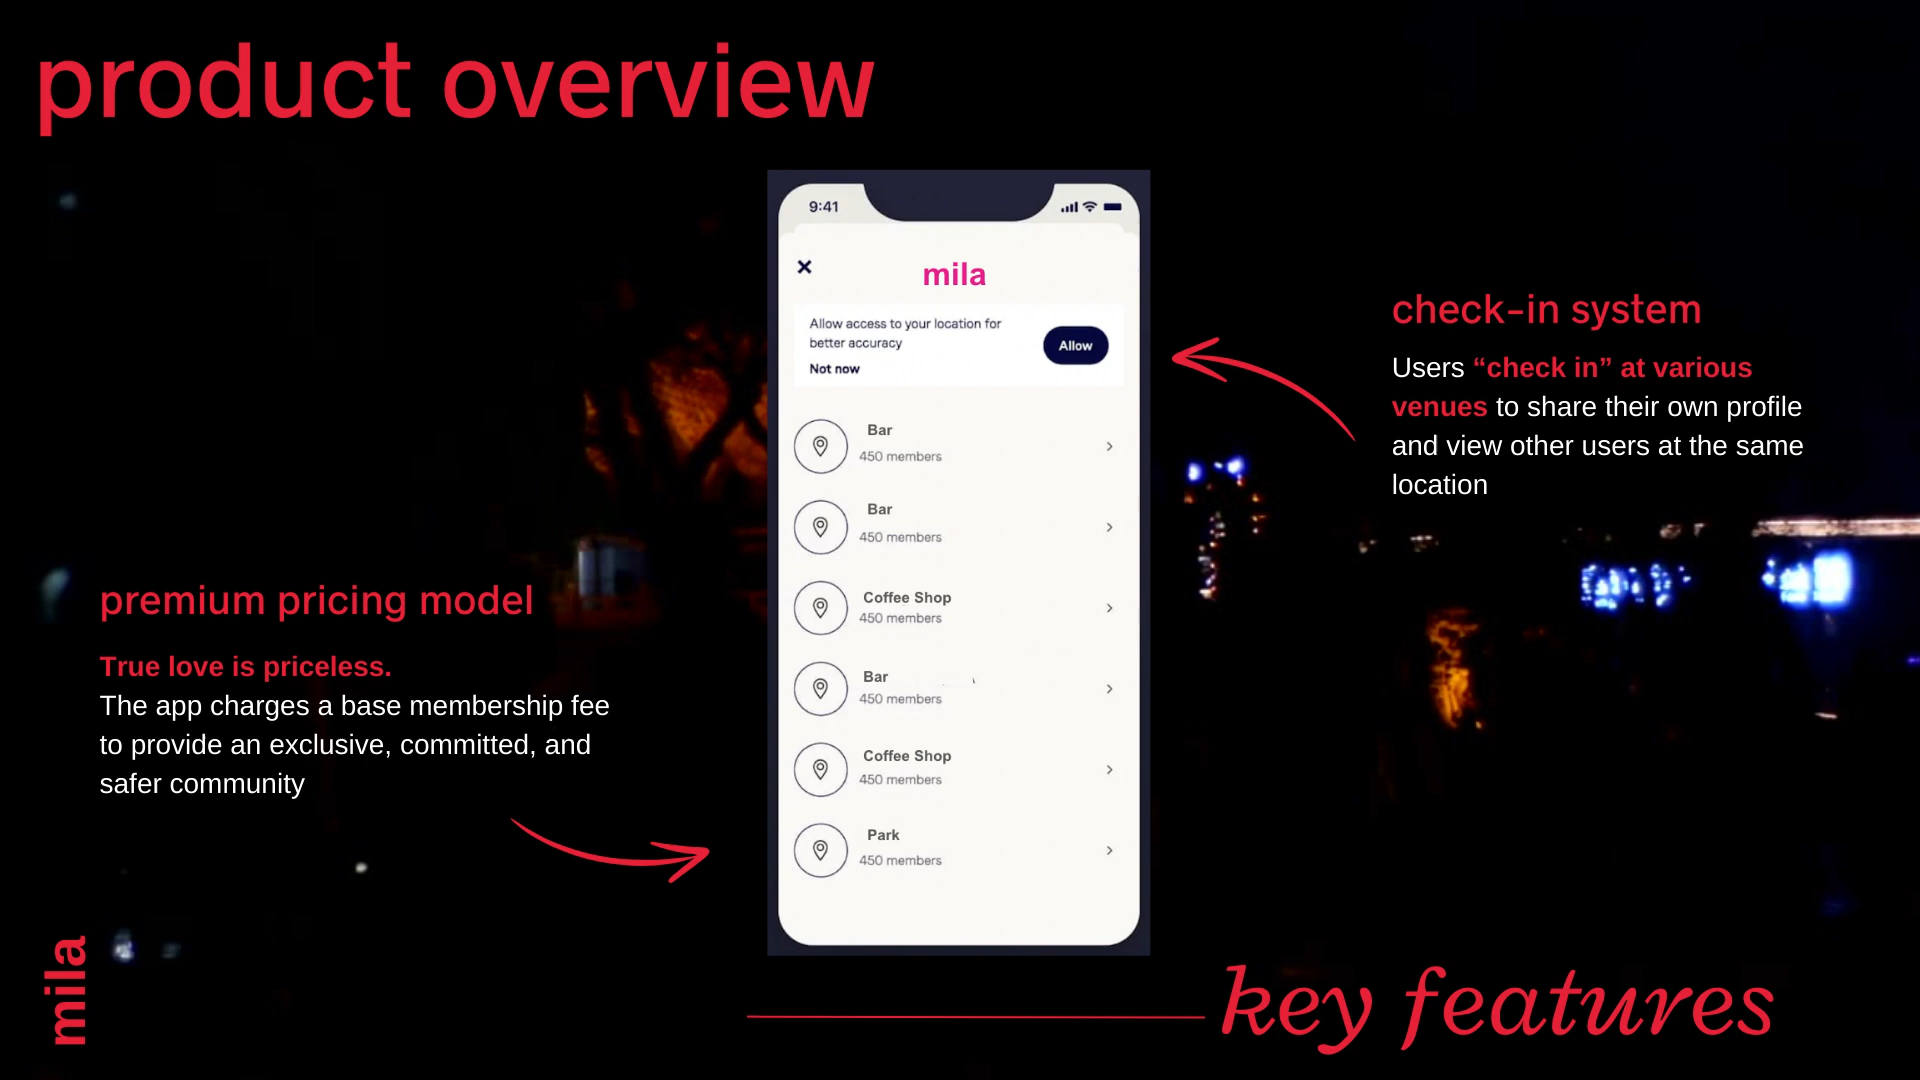 product overview
9:41
mila
Allow access to your location for
better accuracy
Allow
Not now
Bar
450 members
Bar
450 members
Coffee Shop
450 members
Bar
450 members
Coffee Shop
450 members
Park
450 members
check-in system
Users “check in” at various
venues to share their own profile
and view other users at the same
location
premium pricing model
True love is priceless.
The app charges a base membership fee
to provide an exclusive, committed, and
safer community
mila
key features